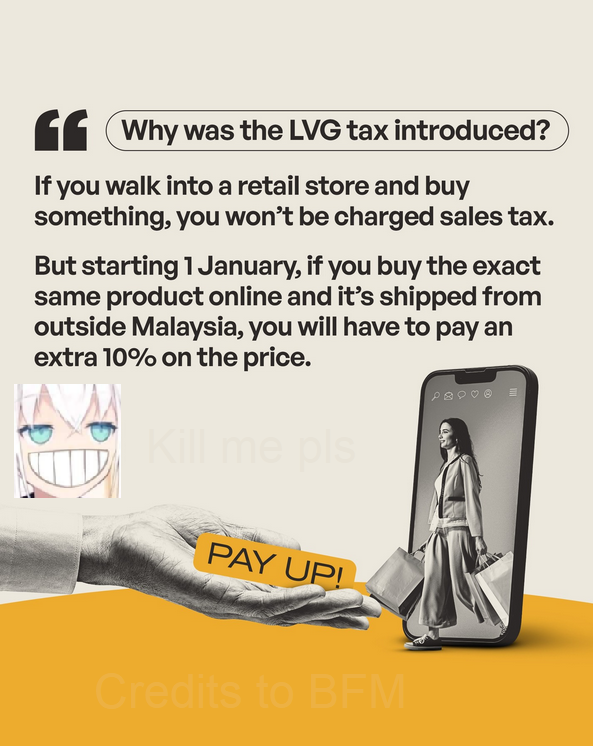 Why was the LVG tax introduced?
If you walk into a retail store and buy
something, you won't be charged sales tax.
But starting 1 January, if you buy the exact
same product online and it's shipped from
outside Malaysia, you will have to pay an
extra 10% on the price.
Kill me pls
PAY UP!
Credits to BFM